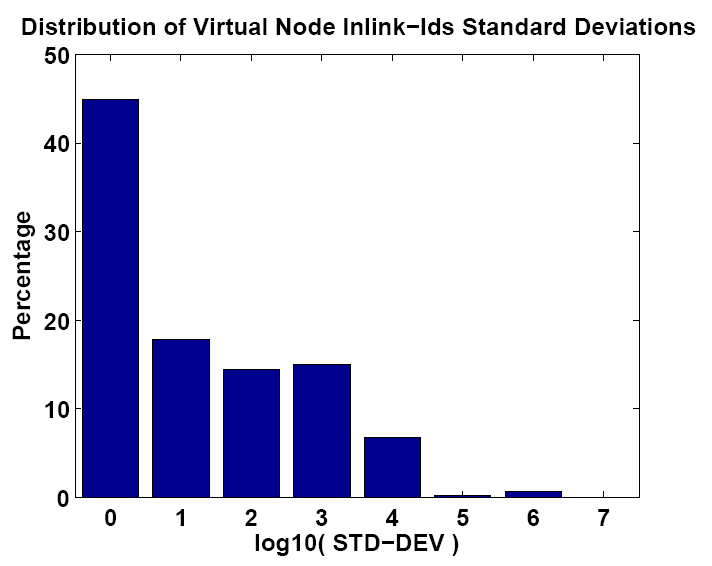 Distribution of Virtual Node Inlink−Ids Standard Deviations
50
40
30
20
10
0
Percentage
0 1 2 3 4 5 6 7
log10( STD−DEV )